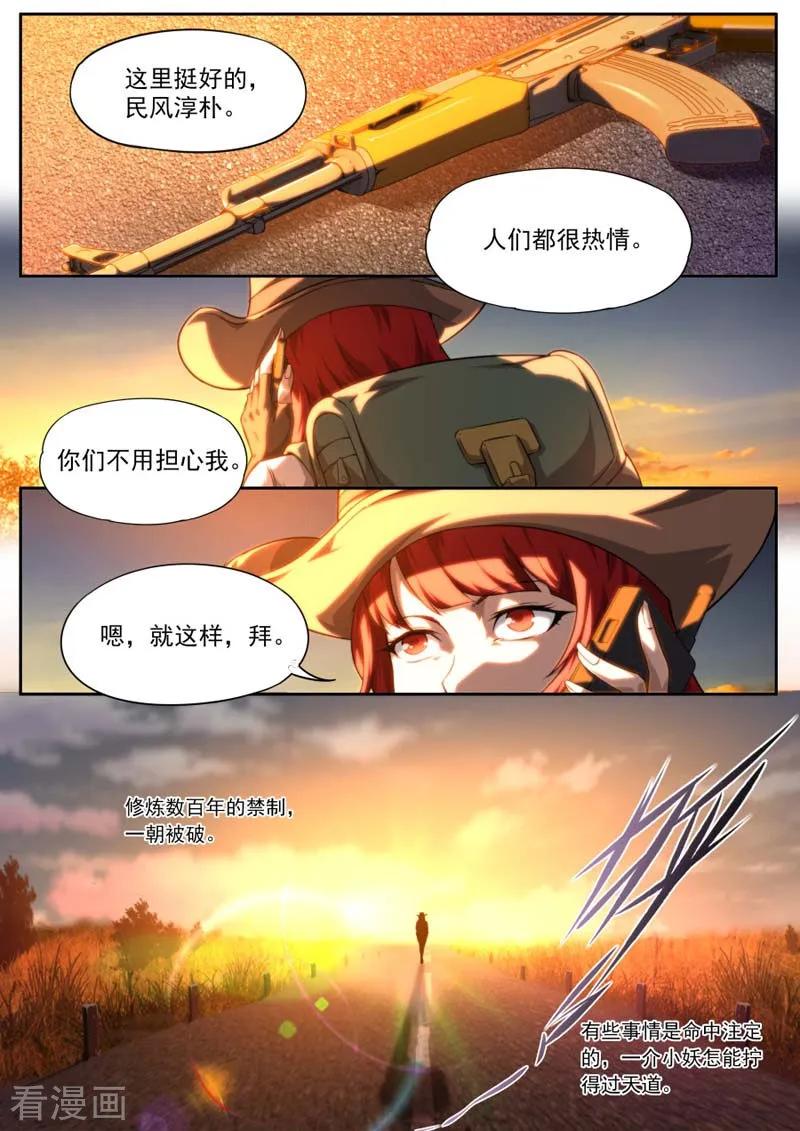 这里挺好的，
民风淳朴。
人们都很热情。
你们不用担心我。
嗯，就这样，拜。
修炼数百年的禁制，
一朝被破。
有些事情是命中注定
的，一介小妖怎能拧
得过天道。
看漫画